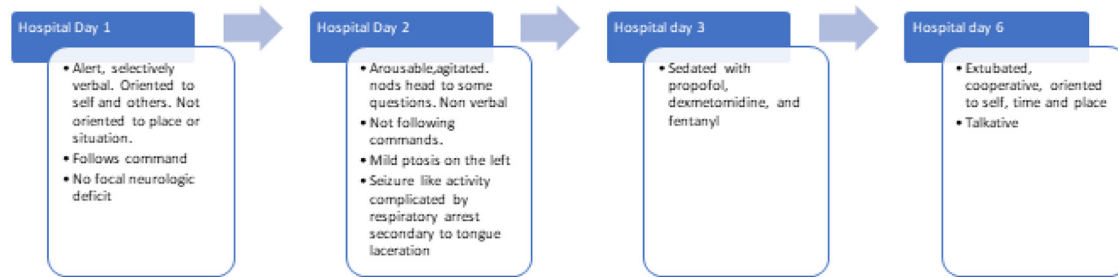 Hospital Day 1
• Alert, selectively
verbal. Oriented to
self and others. Not
oriented to place or
situation.
• Follows command
• No focal neurologic
deficit
Hospital Day 2
• Arousable,agitated.
nods head to some
questions. Non verbal
• Not following
commands.
• Mild ptosis on the left
• Seizure like activity
complicated by
respiratory arrest
secondary to tongue
laceration
Hospital day 3
• Sedated with
propofol,
dexmetomidine, and
fentanyl
Hospital day 6
• Extubated,
cooperative, oriented
to self, time and place
• Talkative